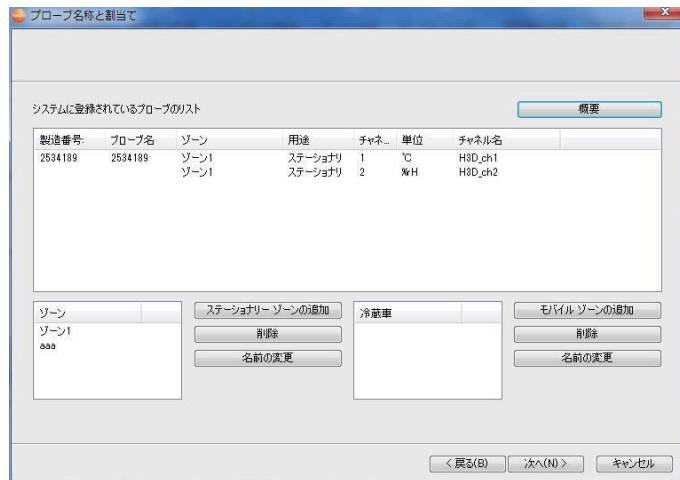 プローブ名称と割当て
システムに登録されているプローブのリスト
概要
製造番号: プローブ名 ゾーン 用途 チャネ... 単位 チャネル名
2534189 2534189 ゾーン1 ステーショナリ 1 ℃ H3D_ch1
ゾーン1 ステーショナリ 2 %rH H3D_ch2
ゾーン ステーショナリー ゾーンの追加 冷蔵車 モバイル ゾーンの追加
ゾーン1 削除 削除
aaa 名前の変更 名前の変更
< 戻る(B) 次へ(N) > キャンセル